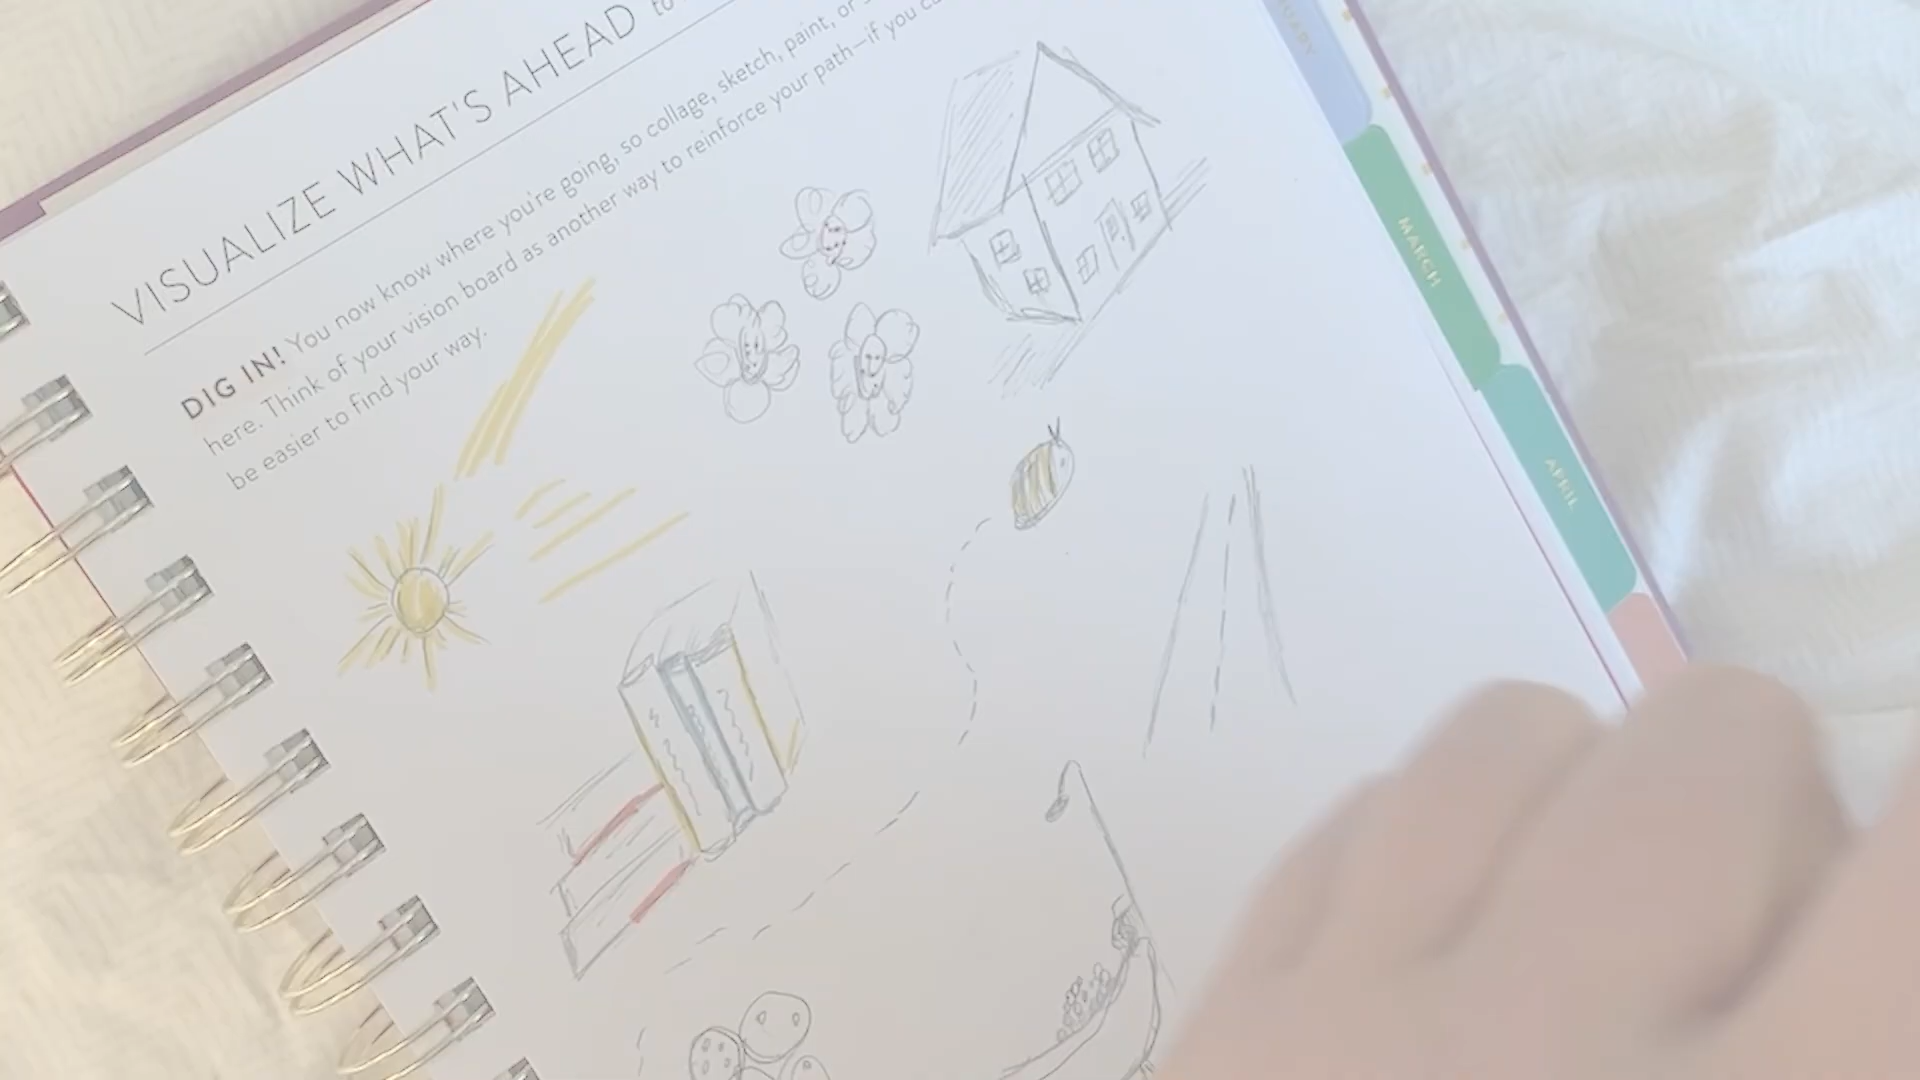 VISUALIZE WHAT'S AHEAD to
DIG IN! You now know where you're going, so collage, sketch, paint, or
here. Think of your vision board as another way to reinforce your path—if you
be easier to find your way.
MARCH
APRIL